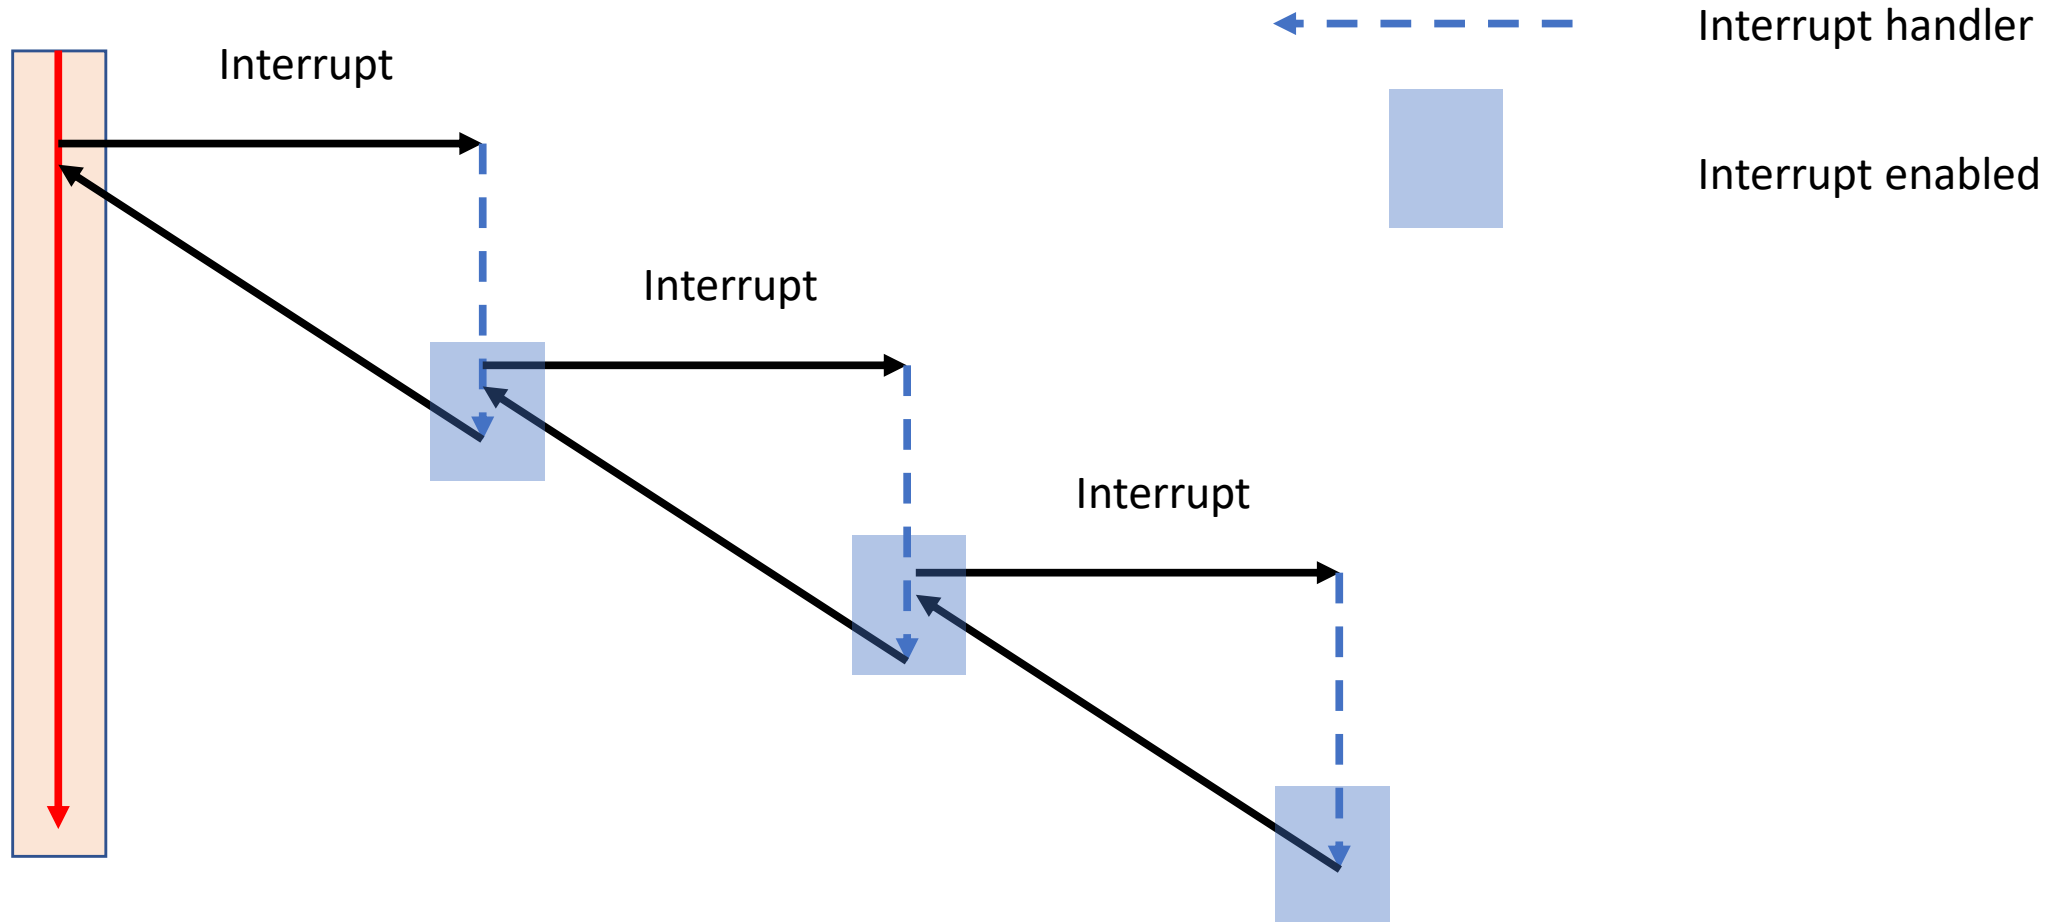 Interrupt handler
Interrupt
Interrupt enabled
Interrupt
Interrupt